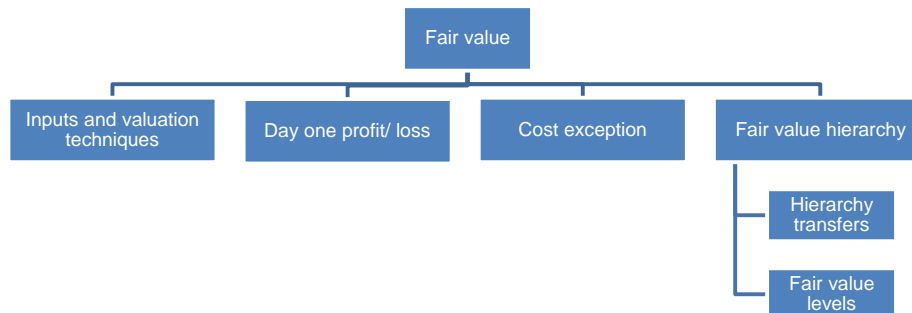 Fair value
Inputs and valuation
techniques
Day one profit/ loss
Cost exception
Fair value hierarchy
Hierarchy
transfers
Fair value
levels